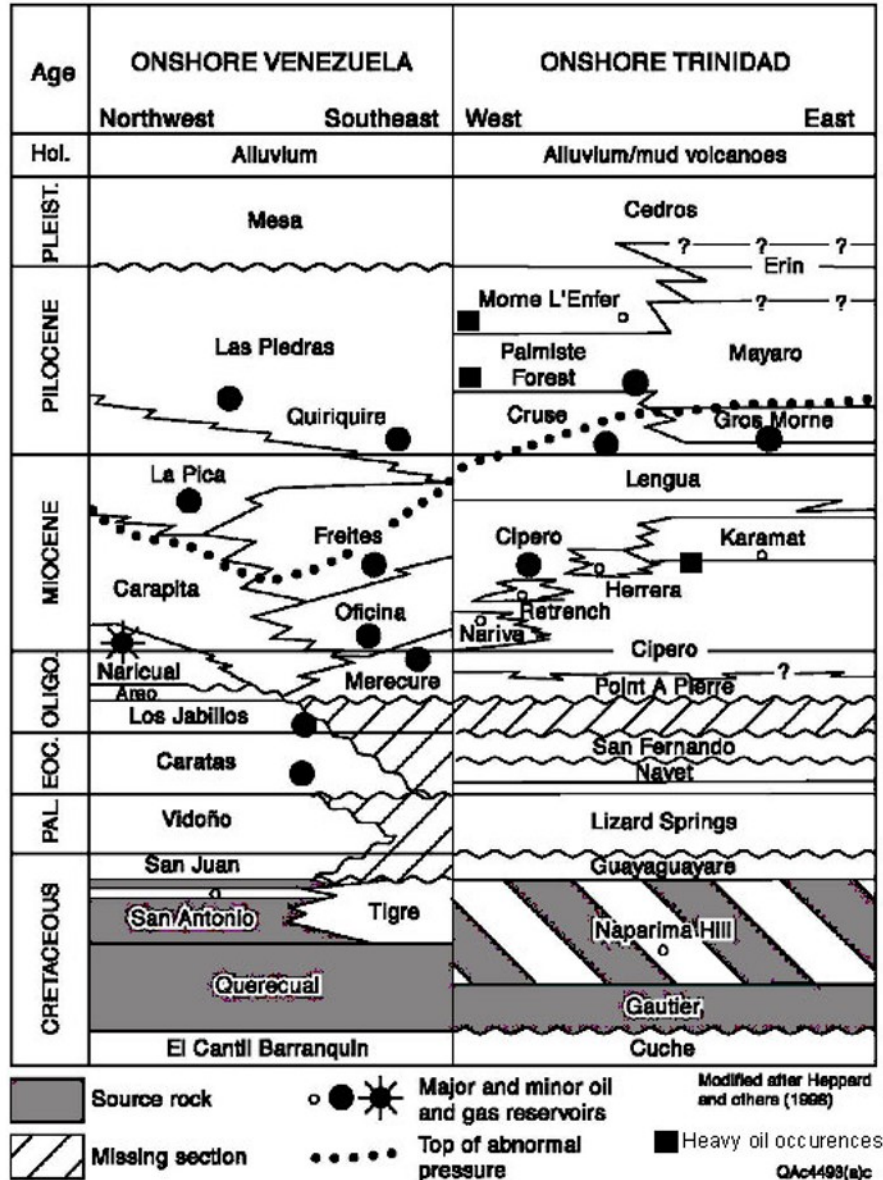 Age
ONSHORE VENEZUELA
ONSHORE TRINIDAD
Northwest
Southeast
West
East
Hol.
Alluvium
Alluvium/mud volcanoes
PLEIST.
Mesa
Cedros
? ? ?
Erin
PILOCENE
Morne L'Enfer
? ?
Las Piedras
Palmiste
Forest
Mayaro
Quiriquire
Cruse
Gros Morne
MIOCENE
La Pica
Lengua
Freites
Cipero
Karamat
Carapita
Herrera
Oficina
Retrench
Nariva
OLIGO.
Cipero
Naricual
Merecure
?
Areo
Point A Pierre
Los Jabillos
EOC.
San Fernando
Caratas
Navet
PAL.
Vidoño
Lizard Springs
CRETACEOUS
San Juan
Guayaguayare
San Antonio
Tigre
Naparima Hill
Querecual
Gautier
El Cantil Barranquin
Cuche
Source rock
Major and minor oil
and gas reservoirs
Modified after Heppard
and others (1998)
Missing section
Top of abnormal
pressure
Heavy oil occurences
QAc4493(a)c